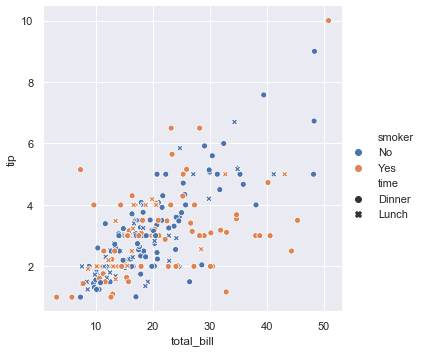 10
8
6
4
2
tip
10
20
30
40
50
total_bill
smoker
No
Yes
time
Dinner
Lunch